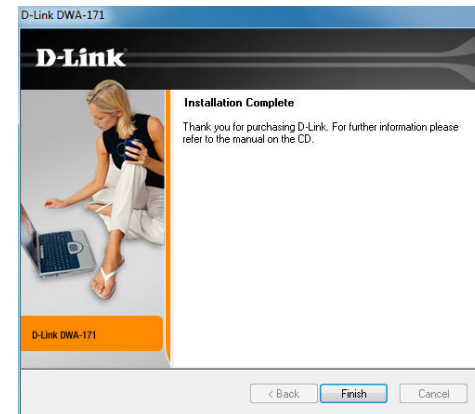 D-Link DWA-171
D-Link
Installation Complete
Thank you for purchasing D-Link. For further information please
refer to the manual on the CD.
D-Link DWA-171
< Back
Finish
Cancel